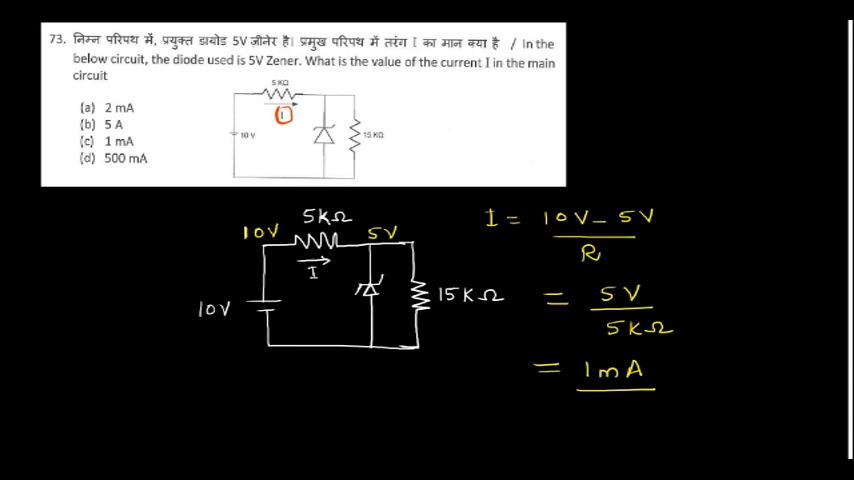 73. निम्न परिपथ में, प्रयुक्त डायोड 5V ज़ीनेर है। प्रमुख परिपथ में तरंग I का मान क्या है / In the
below circuit, the diode used is 5V Zener. What is the value of the current I in the main
circuit
5 KΩ
I
10 V
15 KΩ
(a) 2 mA
(b) 5 A
(c) 1 mA
(d) 500 mA
5KΩ
10V
5V
I
10V
15KΩ
I = 10V - 5V
R
= 5V
5KΩ
= 1mA